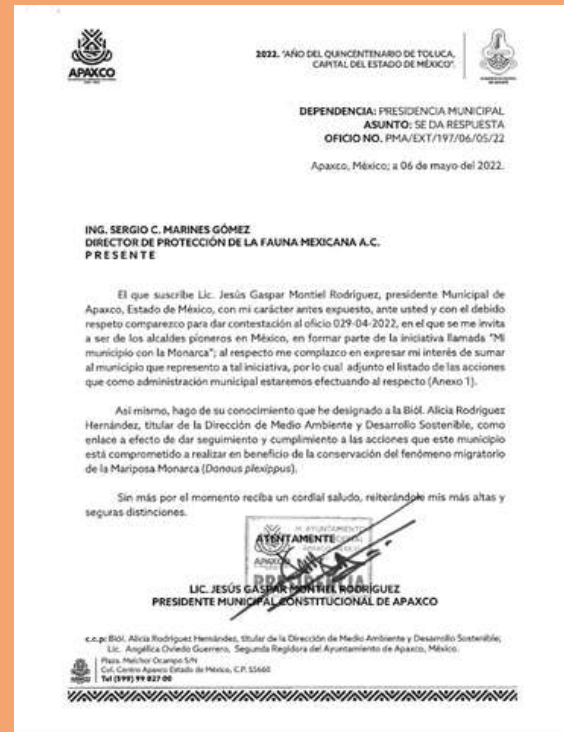 APAXCO
2022. "AÑO DEL QUINCENTENARIO DE TOLUCA,
CAPITAL DEL ESTADO DE MÉXICO".
DEPENDENCIA: PRESIDENCIA MUNICIPAL
ASUNTO: SE DA RESPUESTA
OFICIO NO. PMA/EXT/197/06/05/22
Apaxco, México; a 06 de mayo del 2022.
ING. SERGIO C. MARINES GÓMEZ
DIRECTOR DE PROTECCIÓN DE LA FAUNA MEXICANA A.C.
PRESENTE
El que suscribe Lic. Jesús Gaspar Montiel Rodríguez, presidente Municipal de
Apaxco, Estado de México, con mi carácter antes expuesto, ante usted y con el debido
respeto comparezco para dar contestación al oficio 029-04-2022, en el que se me invita
a ser de los alcaldes pioneros en México, en formar parte de la iniciativa llamada "Mi
municipio con la Monarca"; al respecto me complazco en expresar mi interés de sumar
al municipio que represento a tal iniciativa, por lo cual adjunto el listado de las acciones
que como administración municipal estaremos efectuando al respecto (Anexo 1).
Así mismo, hago de su conocimiento que he designado a la Biól. Alicia Rodríguez
Hernández, titular de la Dirección de Medio Ambiente y Desarrollo Sostenible, como
enlace a efecto de dar seguimiento y cumplimiento a las acciones que este municipio
está comprometido a realizar en beneficio de la conservación del fenómeno migratorio
de la Mariposa Monarca (Danaus plexippus).
Sin más por el momento reciba un cordial saludo, reiterándole mis más altas y
seguras distinciones.
H. AYUNTAMIENTO
ATENTAMENTE
APAXCO
PRESIDENCIA
LIC. JESÚS GASPAR MONTIEL RODRÍGUEZ
PRESIDENTE MUNICIPAL CONSTITUCIONAL DE APAXCO
c.c.p: Biól. Alicia Rodríguez Hernández, titular de la Dirección de Medio Ambiente y Desarrollo Sostenible;
Lic. Angélica Oviedo Guerrero, Segunda Regidora del Ayuntamiento de Apaxco, México.
Plaza. Melchor Ocampo S/N
Col. Centro Apaxco Estado de México, C.P. 55660
Tel (599) 99 827 00